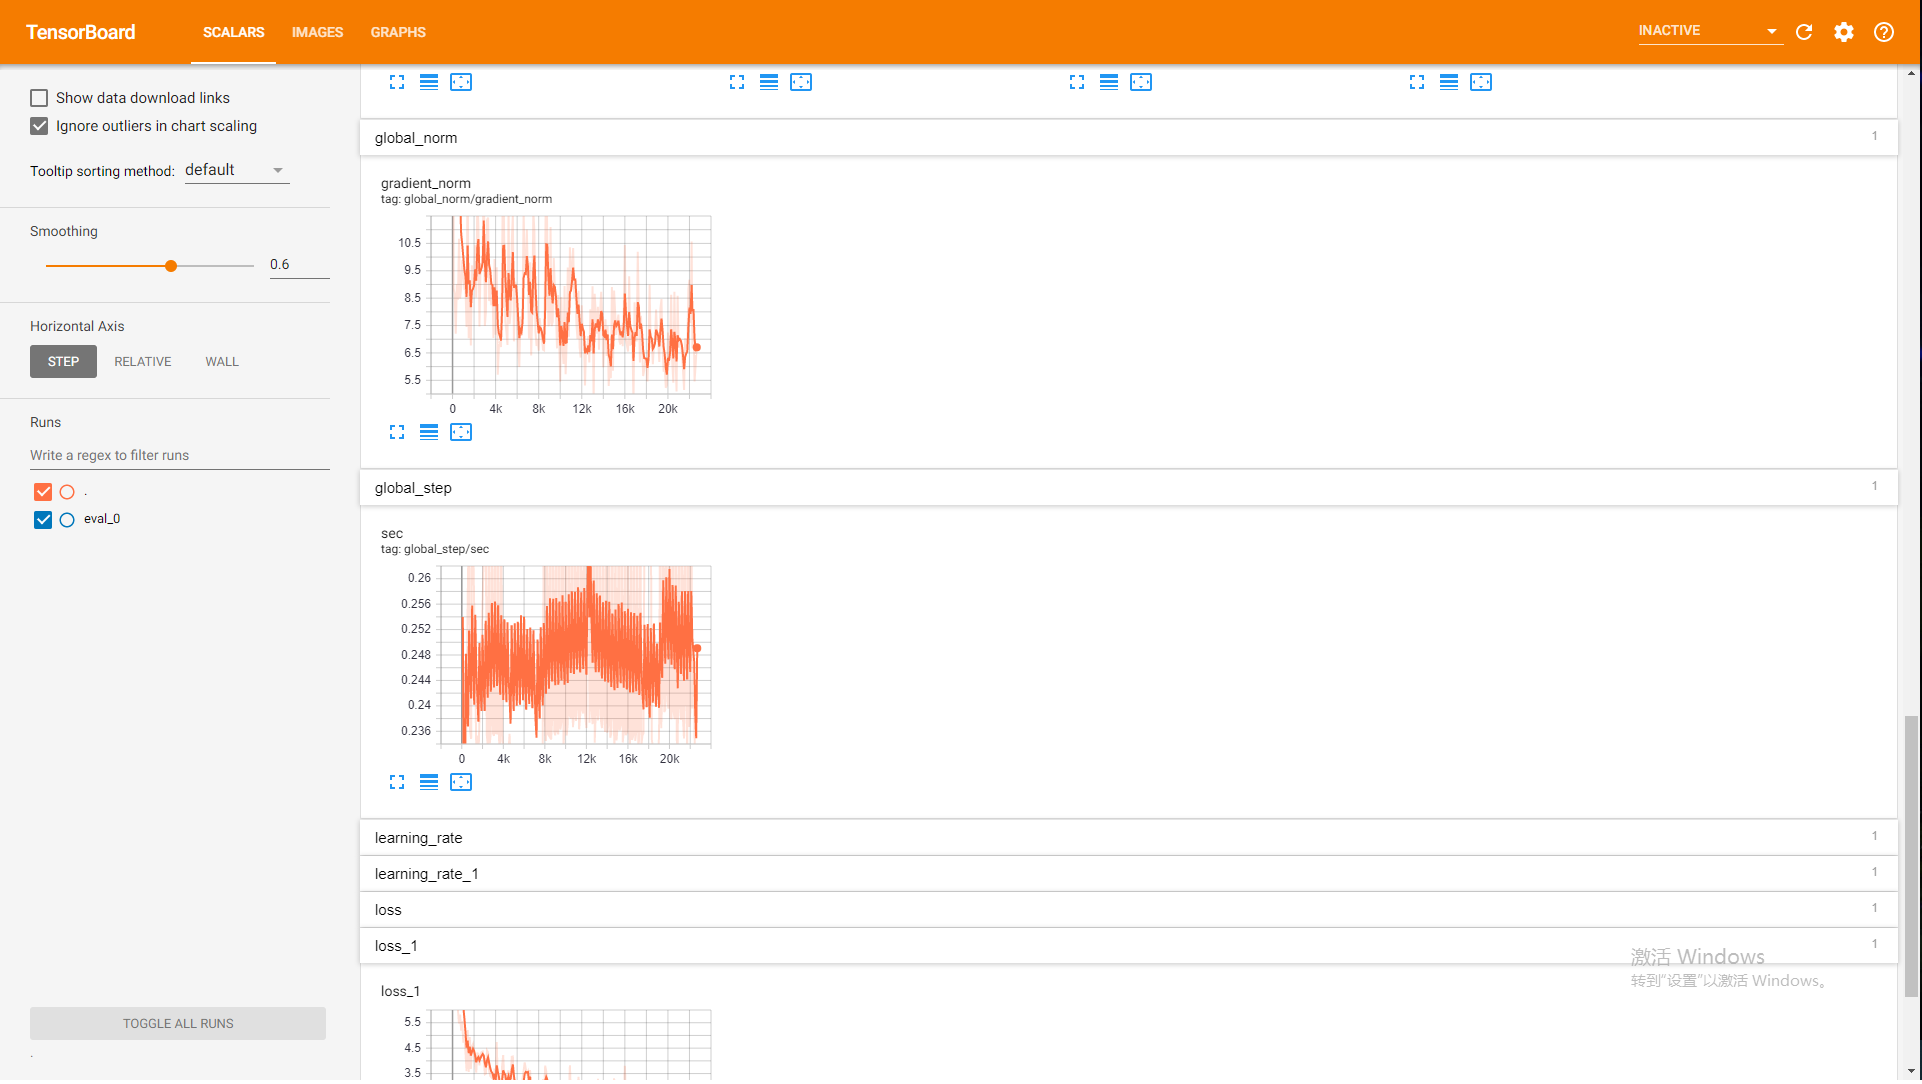 TensorBoard
SCALARS
IMAGES
GRAPHS
INACTIVE
Show data download links
Ignore outliers in chart scaling
Tooltip sorting method: default
Smoothing
0.6
Horizontal Axis
STEP
RELATIVE
WALL
Runs
Write a regex to filter runs
.
eval_0
TOGGLE ALL RUNS
.
global_norm
1
gradient_norm
tag: global_norm/gradient_norm
10.5
9.5
8.5
7.5
6.5
5.5
0 4k 8k 12k 16k 20k
global_step
1
sec
tag: global_step/sec
0.26
0.256
0.252
0.248
0.244
0.24
0.236
0 4k 8k 12k 16k 20k
learning_rate
1
learning_rate_1
1
loss
1
loss_1
1
loss_1
5.5
4.5
3.5
激活 Windows
转到“设置”以激活 Windows。